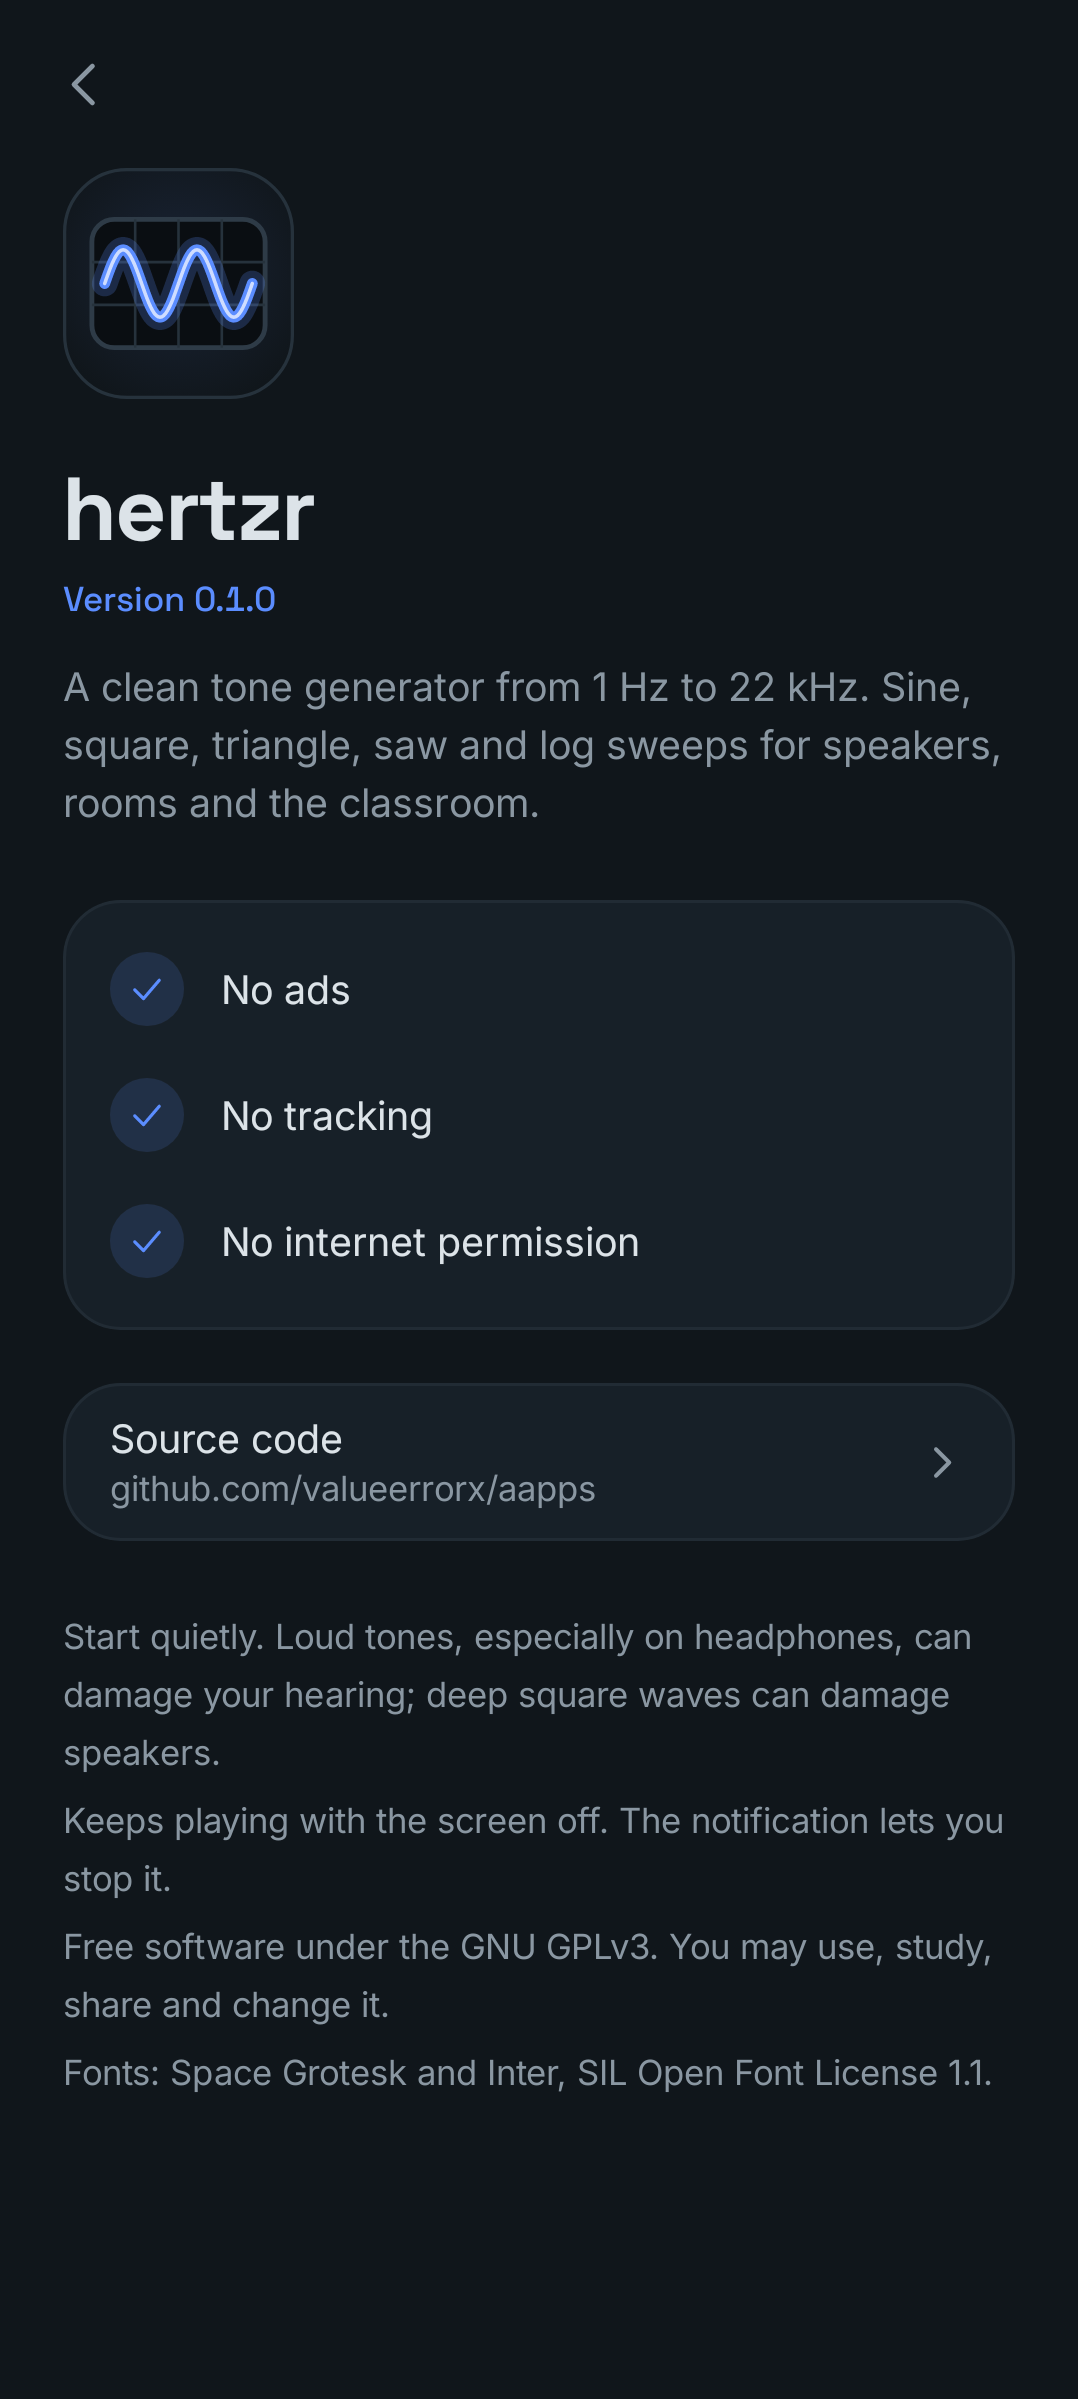 hertzr
Version 0.1.0
A clean tone generator from 1 Hz to 22 kHz. Sine,
square, triangle, saw and log sweeps for speakers,
rooms and the classroom.
No ads
No tracking
No internet permission
Source code
github.com/valueerrorx/aapps
Start quietly. Loud tones, especially on headphones, can
damage your hearing; deep square waves can damage
speakers.
Keeps playing with the screen off. The notification lets you
stop it.
Free software under the GNU GPLv3. You may use, study,
share and change it.
Fonts: Space Grotesk and Inter, SIL Open Font License 1.1.